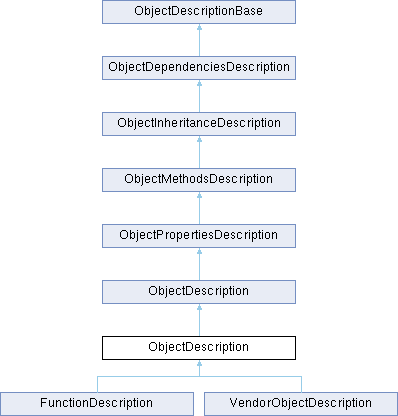 ObjectDescriptionBase
ObjectDependenciesDescription
ObjectInheritanceDescription
ObjectMethodsDescription
ObjectPropertiesDescription
ObjectDescription
ObjectDescription
FunctionDescription
VendorObjectDescription